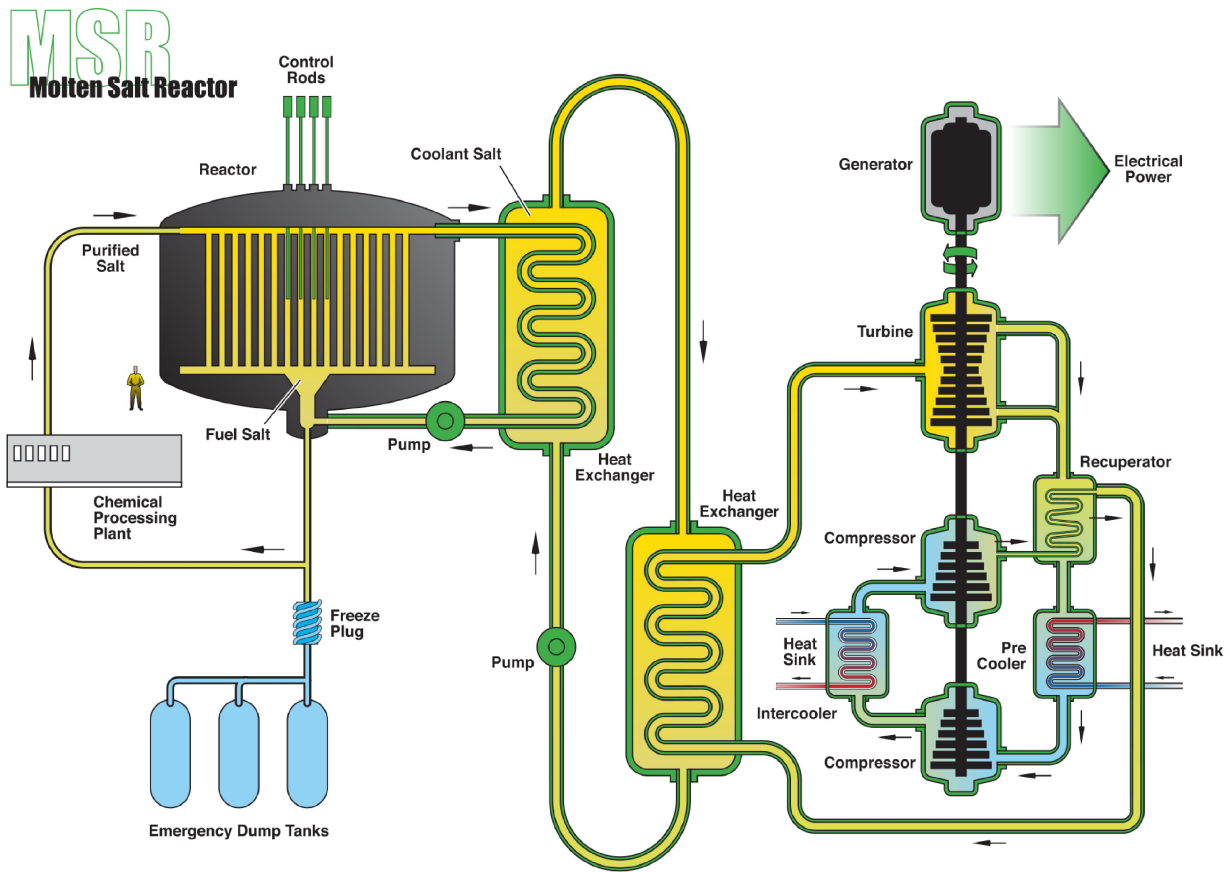 MSR
Molten Salt Reactor
Control
Rods
Reactor
Coolant Salt
Generator
Electrical
Power
Purified
Salt
Turbine
Fuel Salt
Pump
Heat
Exchanger
Recuperator
Chemical
Processing
Plant
Heat
Exchanger
Compressor
Freeze
Plug
Pump
Heat
Sink
Pre
Cooler
Heat Sink
Intercooler
Compressor
Emergency Dump Tanks